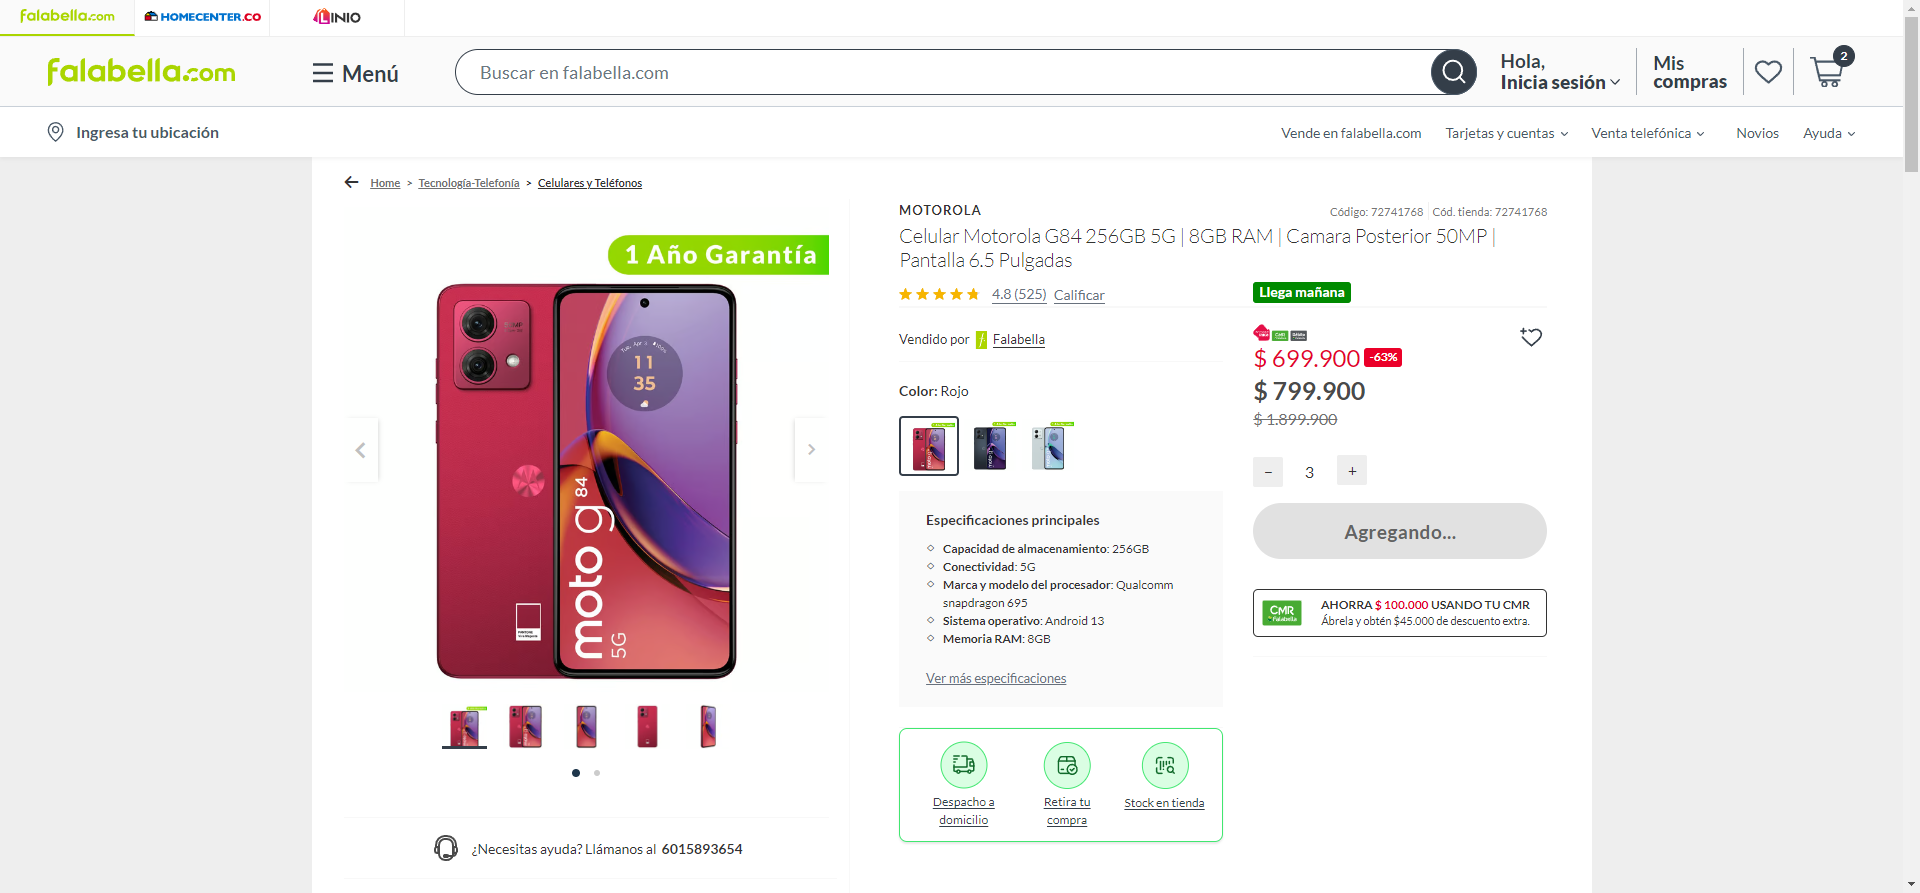 falabella.com
HOMECENTER.CO
LINIO
falabella.com
Menú
Buscar en falabella.com
Hola,
Inicia sesión
Mis
compras
2
Ingresa tu ubicación
Vende en falabella.com
Tarjetas y cuentas
Venta telefónica
Novios
Ayuda
Home > Tecnología-Telefonía > Celulares y Teléfonos
1 Año Garantía
11
35
moto g 84
5G
MOTOROLA
Código: 72741768
Cód. tienda: 72741768
Celular Motorola G84 256GB 5G | 8GB RAM | Camara Posterior 50MP |
Pantalla 6.5 Pulgadas
4.8 (525)
Calificar
Vendido por
Falabella
Color: Rojo
Especificaciones principales
Capacidad de almacenamiento: 256GB
Conectividad: 5G
Marca y modelo del procesador: Qualcomm
snapdragon 695
Sistema operativo: Android 13
Memoria RAM: 8GB
Ver más especificaciones
Despacho a
domicilio
Retira tu
compra
Stock en tienda
Llega mañana
$ 699.900
-63%
$ 799.900
$ 1.899.900
− 3 +
Agregando...
CMR
Falabella
AHORRA $ 100.000 USANDO TU CMR
Ábrela y obtén $45.000 de descuento extra.
¿Necesitas ayuda? Llámanos al 6015893654